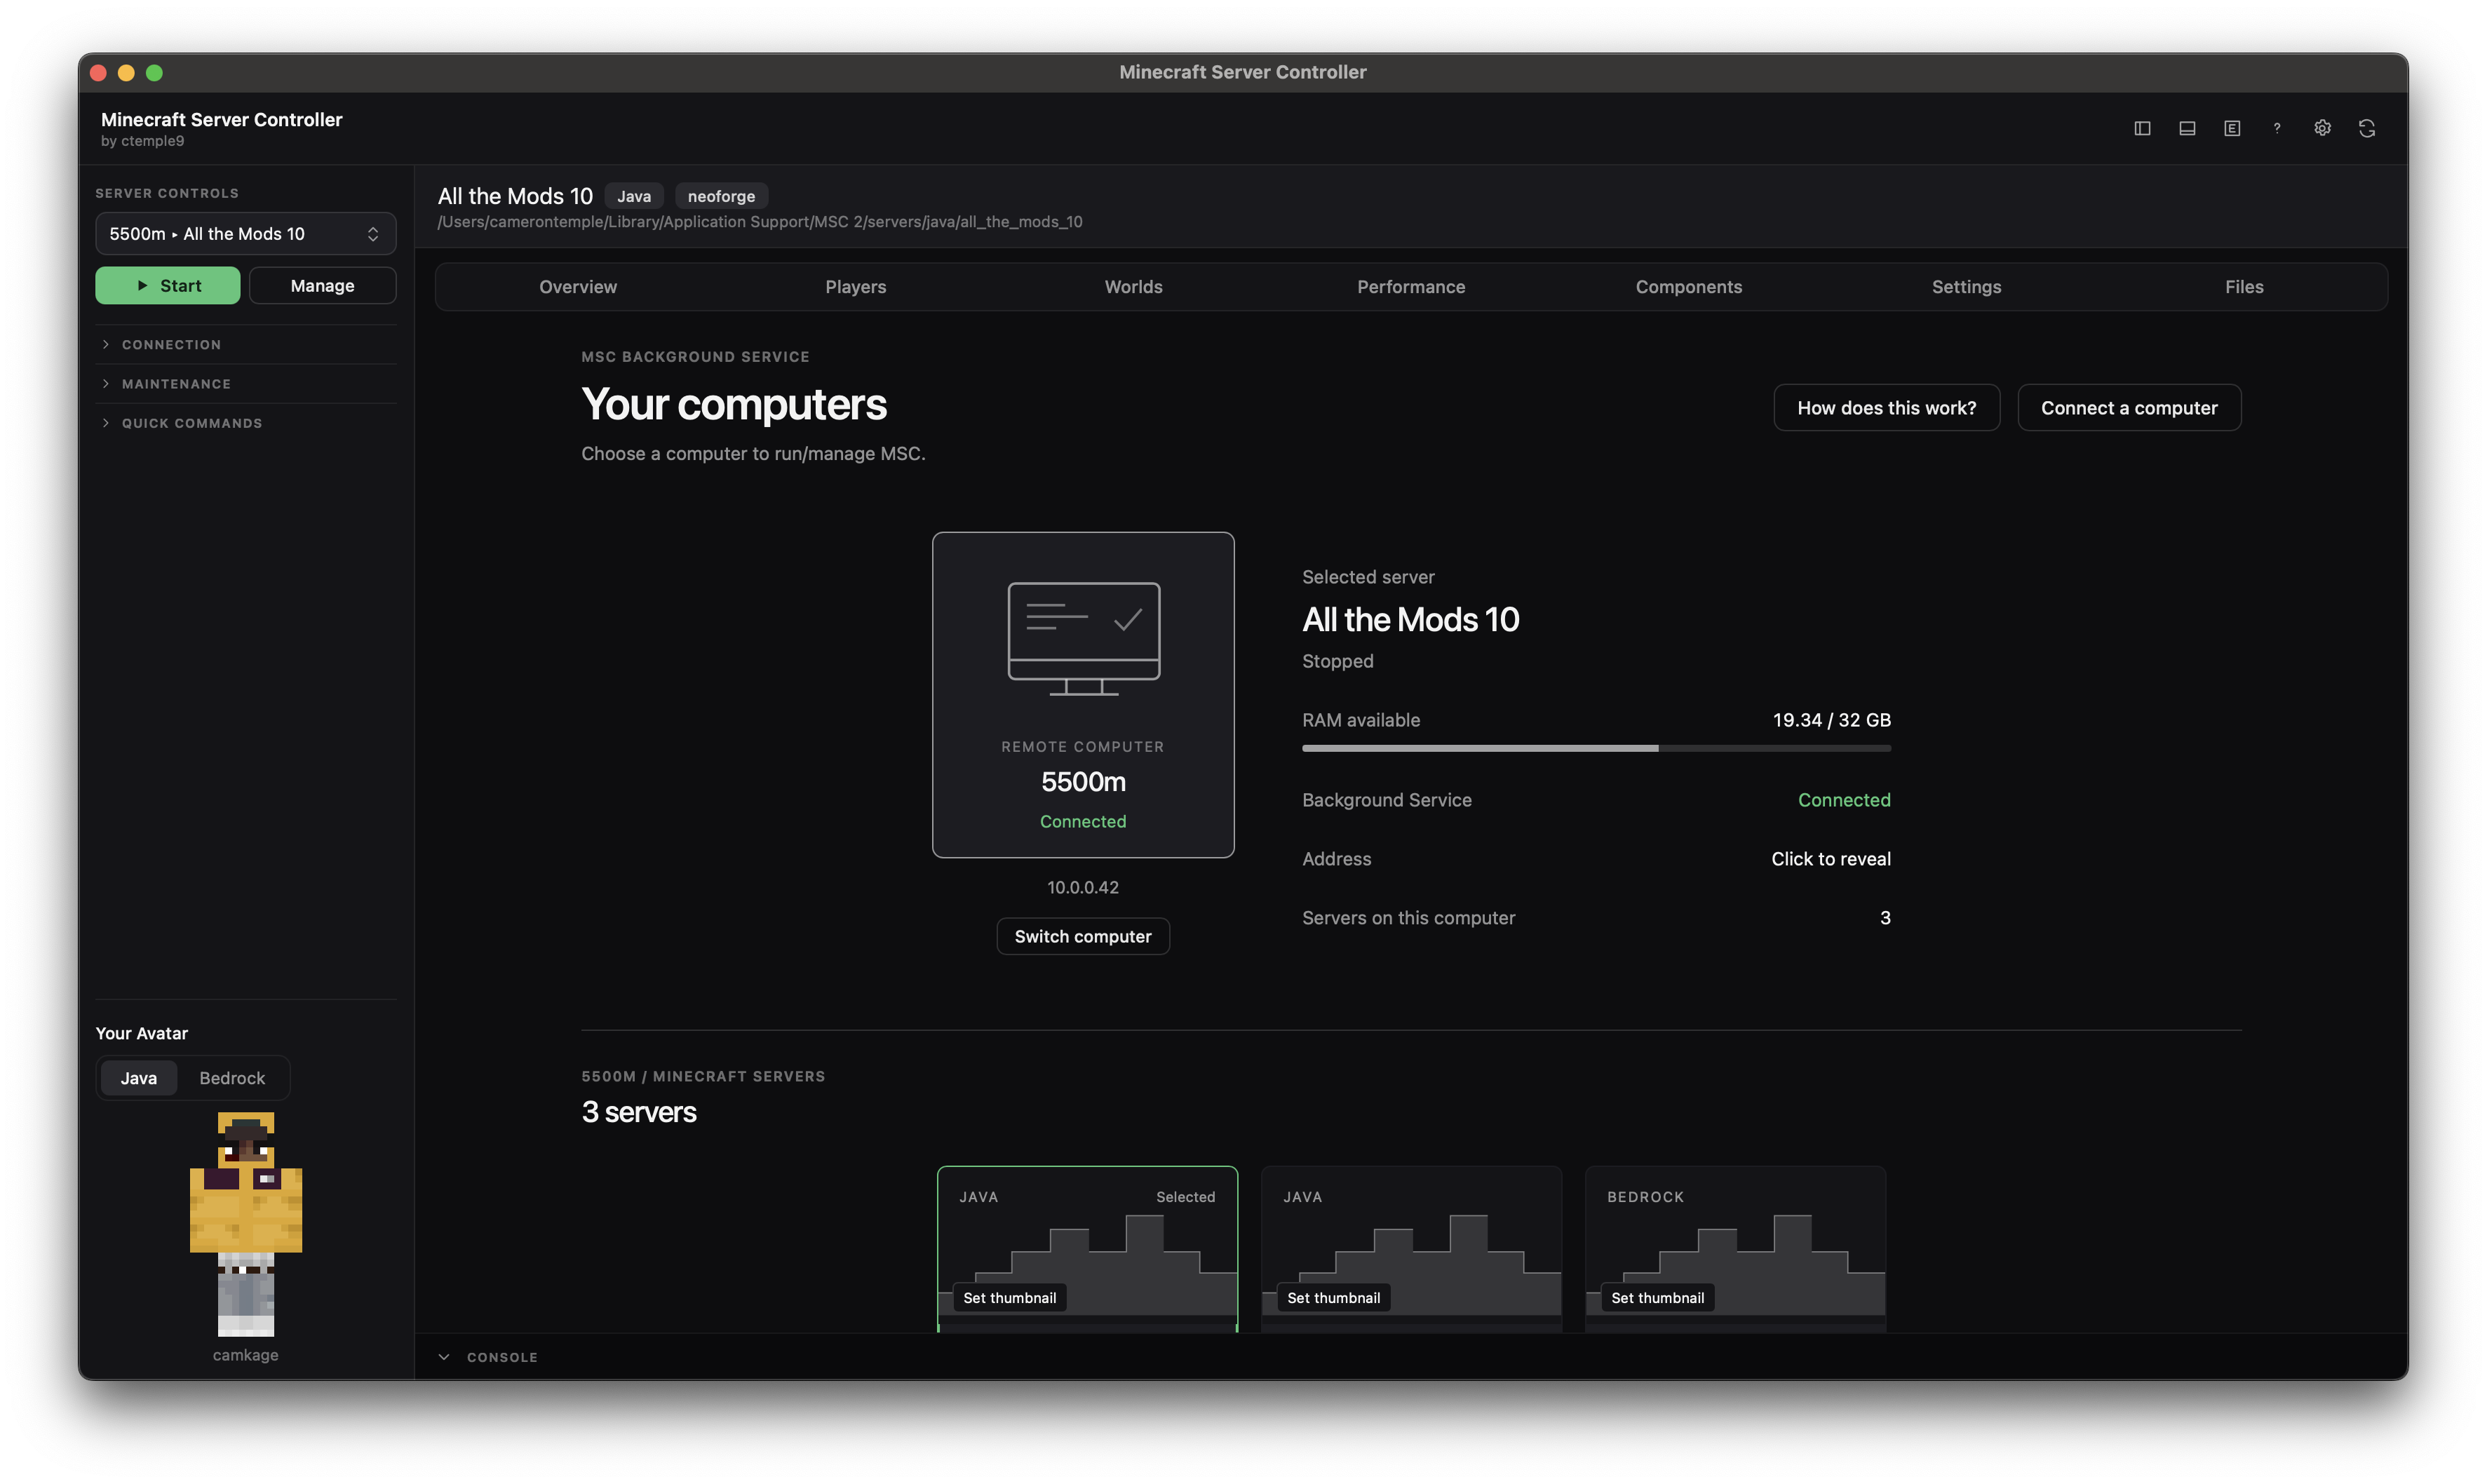 Minecraft Server Controller
Minecraft Server Controller
by ctemple9
SERVER CONTROLS
5500m ▸ All the Mods 10
Start
Manage
CONNECTION
MAINTENANCE
QUICK COMMANDS
Your Avatar
Java
Bedrock
camkage
All the Mods 10
Java
neoforge
/Users/camerontemple/Library/Application Support/MSC 2/servers/java/all_the_mods_10
Overview
Players
Worlds
Performance
Components
Settings
Files
MSC BACKGROUND SERVICE
Your computers
Choose a computer to run/manage MSC.
How does this work?
Connect a computer
REMOTE COMPUTER
5500m
Connected
10.0.0.42
Switch computer
Selected server
All the Mods 10
Stopped
RAM available
19.34 / 32 GB
Background Service
Connected
Address
Click to reveal
Servers on this computer
3
5500M / MINECRAFT SERVERS
3 servers
JAVA
Selected
Set thumbnail
JAVA
Set thumbnail
BEDROCK
Set thumbnail
CONSOLE